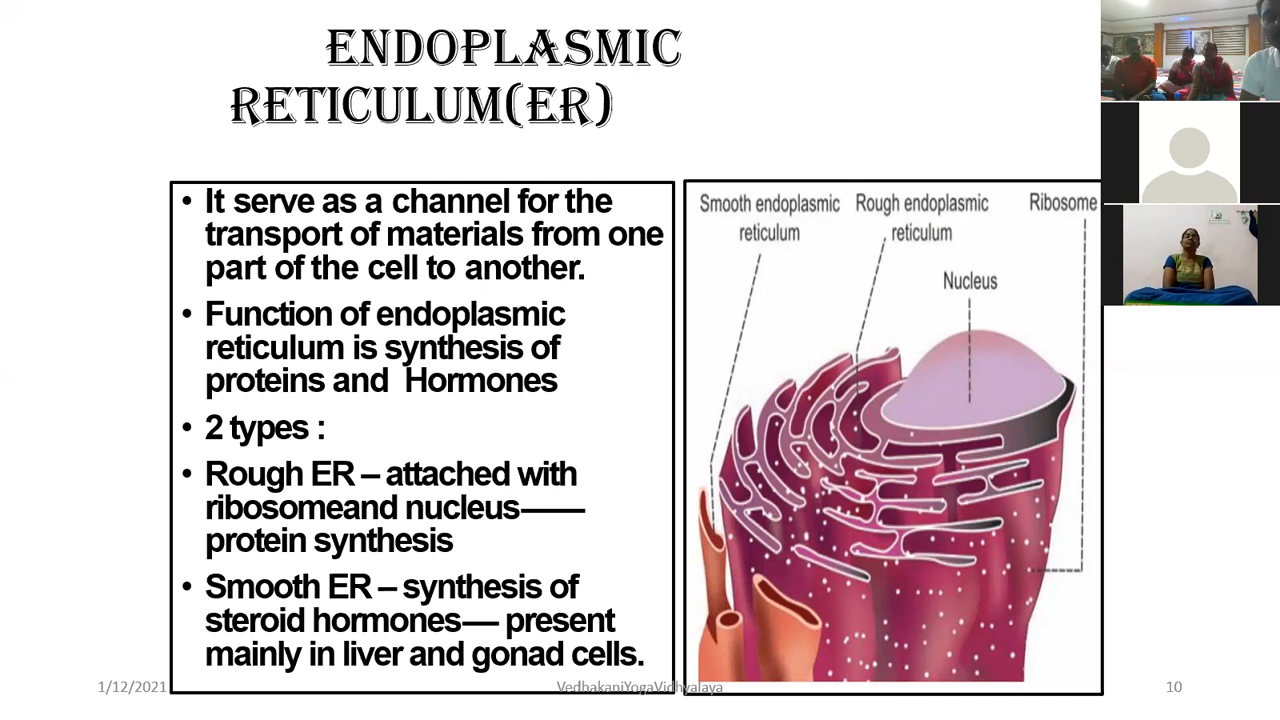 ENDOPLASMIC
RETICULUM(ER)
• It serve as a channel for the
transport of materials from one
part of the cell to another.
• Function of endoplasmic
reticulum is synthesis of
proteins and Hormones
• 2 types :
• Rough ER – attached with
ribosomeand nucleus——
protein synthesis
• Smooth ER – synthesis of
steroid hormones— present
mainly in liver and gonad cells.
Smooth endoplasmic
reticulum
Rough endoplasmic
reticulum
Ribosome
Nucleus
1/12/2021
VedhakaniYogaVidhyalaya
10